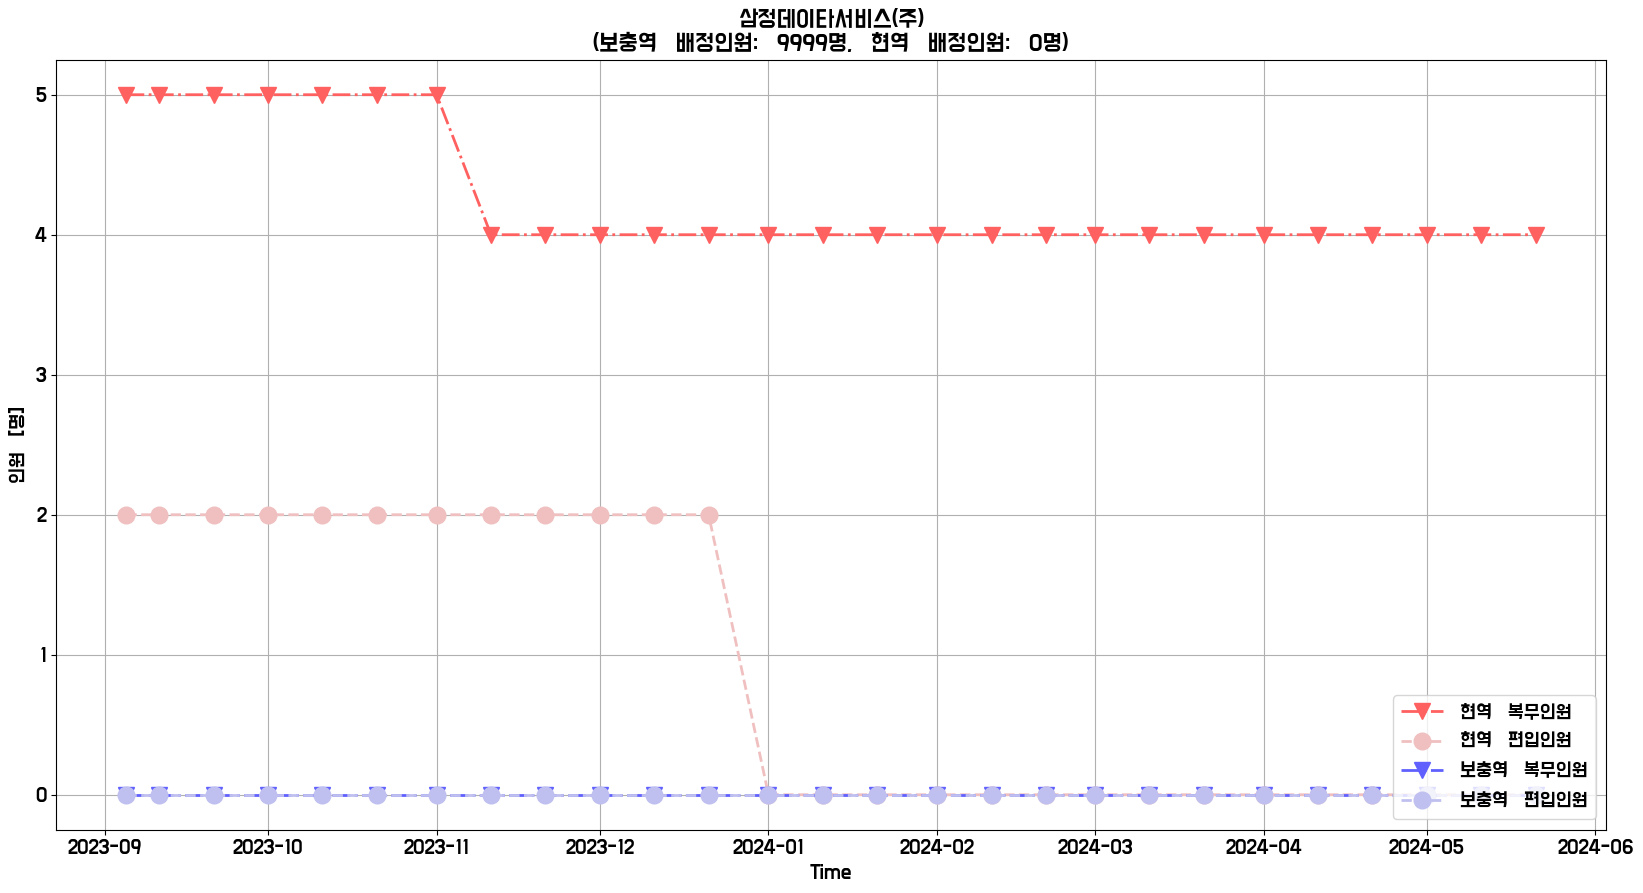 삼정데이타서비스(주)
(보충역 배정인원: 9999명, 현역 배정인원: 0명)
5
4
3
2
1
0
인원 [명]
2023-09 2023-10 2023-11 2023-12 2024-01 2024-02 2024-03 2024-04 2024-05 2024-06
Time
현역 복무인원
현역 편입인원
보충역 복무인원
보충역 편입인원